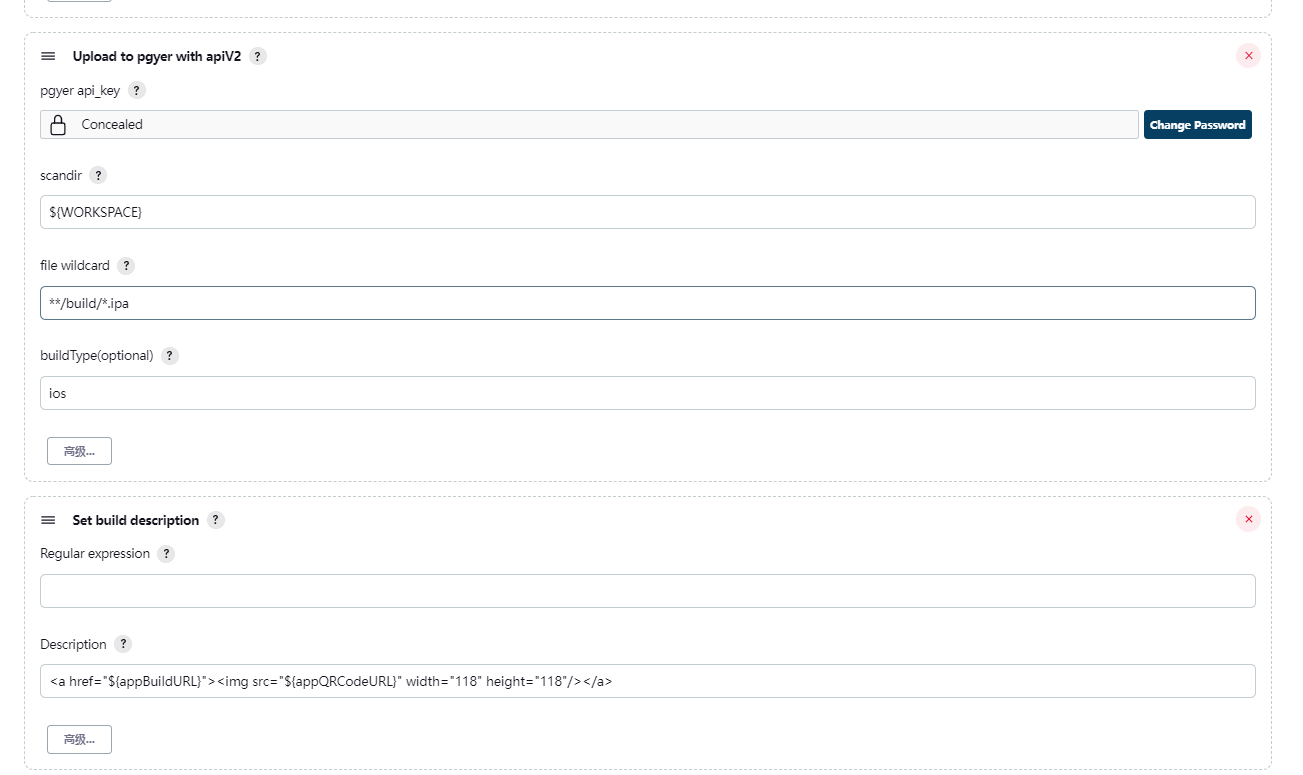 Upload to pgyer with apiV2 ?
pgyer api_key ?
Concealed
Change Password
scandir ?
${WORKSPACE}
file wildcard ?
**/build/*.ipa
buildType(optional) ?
ios
高级...
Set build description ?
Regular expression ?
Description ?
<a href="${appBuildURL}"><img src="${appQRCodeURL}" width="118" height="118"/></a>
高级...